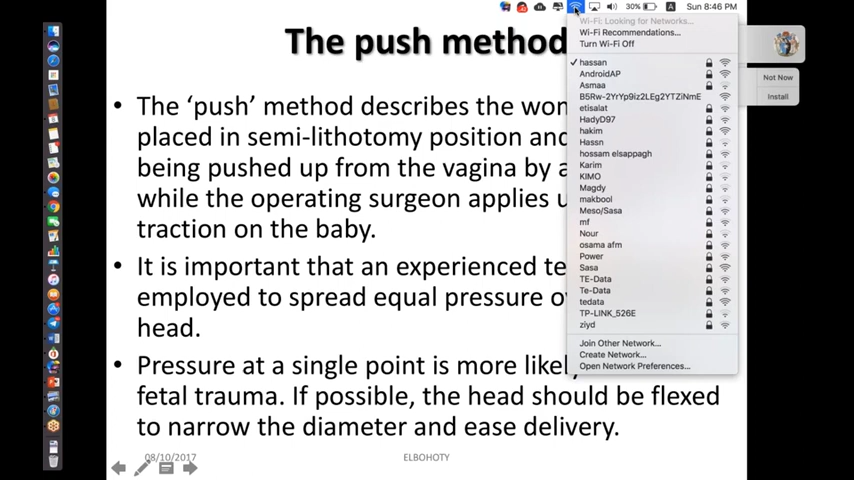 30%
A
Sun 8:46 PM
The push method
Wi-Fi: Looking for Networks...
Wi-Fi Recommendations...
Turn Wi-Fi Off
hassan
AndroidAP
Asmaa
B5Rw-2YrYp9iz2LEg2YTZiNmE
etisalat
HadyD97
hakim
Hassn
hossam elsappagh
Karim
KIMO
Magdy
makbool
Meso/Sasa
mf
Nour
osama afm
Power
Sasa
TE-Data
Te-Data
tedata
TP-LINK_526E
ziyd
Join Other Network...
Create Network...
Open Network Preferences...
Not Now
Install
• The ‘push’ method describes the
placed in semi-lithotomy position and
being pushed up from the vagina by
while the operating surgeon applies
traction on the baby.
• It is important that an experienced
employed to spread equal pressure
head.
• Pressure at a single point is more
fetal trauma. If possible, the head should be flexed
to narrow the diameter and ease delivery.
08/10/2017
ELBOHOTY